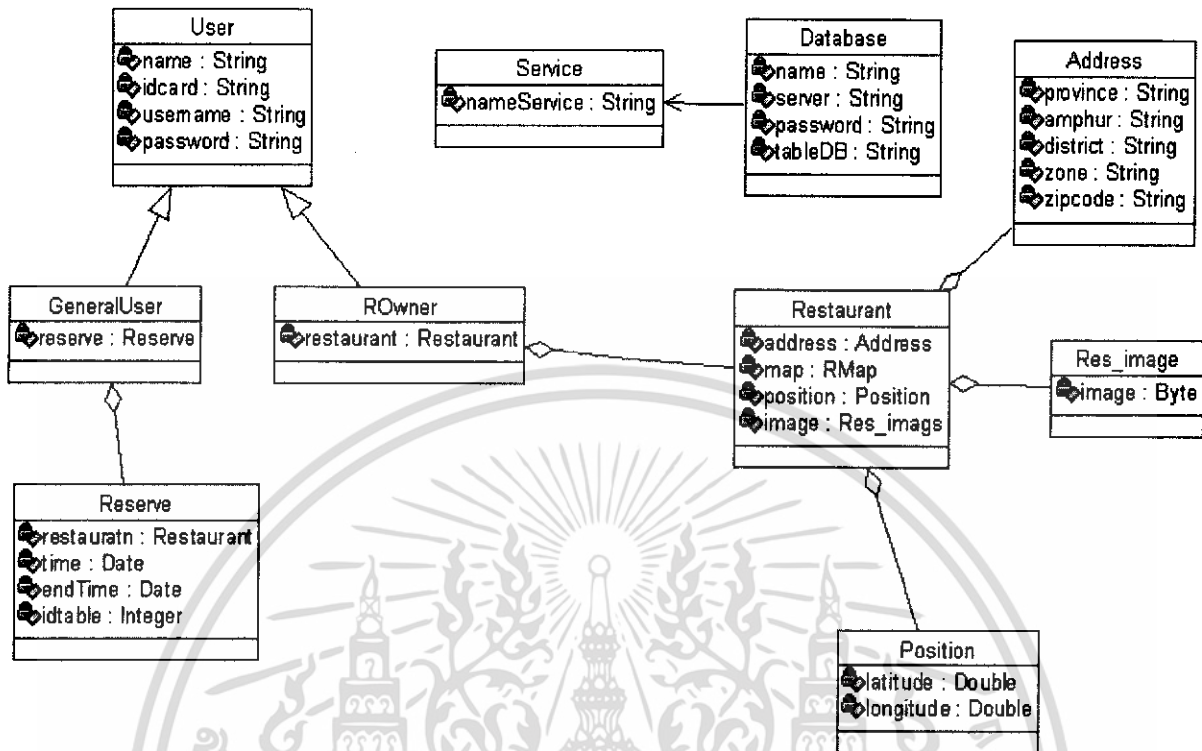 User
name : String
idcard : String
username : String
password : String
Service
nameService : String
Database
name : String
server : String
password : String
tableDB : String
Address
province : String
amphur : String
district : String
zone : String
zipcode : String
GeneralUser
reserve : Reserve
ROwner
restaurant : Restaurant
Restaurant
address : Address
map : RMap
position : Position
image : Res_imags
Res_image
image : Byte
Reserve
restauratn : Restaurant
time : Date
endTime : Date
idtable : Integer
Position
latitude : Double
longitude : Double